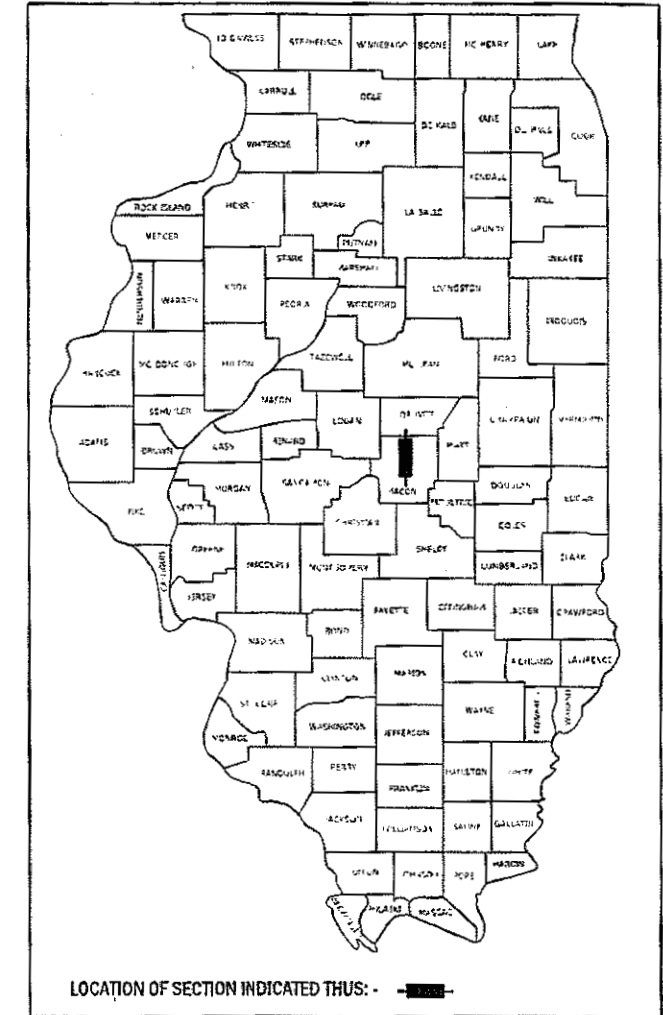 JO DAVIESS STEPHENSON WINNEBAGO BOONE MC HENRY LAKE
CARROLL OGLE
DE KALB KANE DU PAGE COOK
WHITESIDE LEE
KENDALL
WILL
ROCK ISLAND HENRY BUREAU LA SALLE
GRUNDY
MERCER PUTNAM
STARK MARSHALL KANKAKEE
HENDERSON WARREN KNOX PEORIA WOODFORD LIVINGSTON
IROQUOIS
HANCOCK MC DONOUGH FULTON TAZEWELL MC LEAN FORD
MASON
SCHUYLER LOGAN DE WITT CHAMPAIGN VERMILION
ADAMS BROWN CASS MENARD PIATT
MORGAN SANGAMON MACON DOUGLAS EDGAR
PIKE SCOTT MOULTRIE
CHRISTIAN COLES
GREENE SHELBY CLARK
CALHOUN MACOUPIN MONTGOMERY CUMBERLAND
JERSEY FAYETTE EFFINGHAM JASPER CRAWFORD
MADISON BOND
CLAY RICHLAND LAWRENCE
CLINTON MARION
ST. CLAIR WAYNE EDWARDS WABASH
WASHINGTON JEFFERSON
MONROE
RANDOLPH PERRY HAMILTON WHITE
FRANKLIN
JACKSON WILLIAMSON SALINE GALLATIN
UNION JOHNSON POPE HARDIN
PULASKI MASSAC
LOCATION OF SECTION INDICATED THUS: -